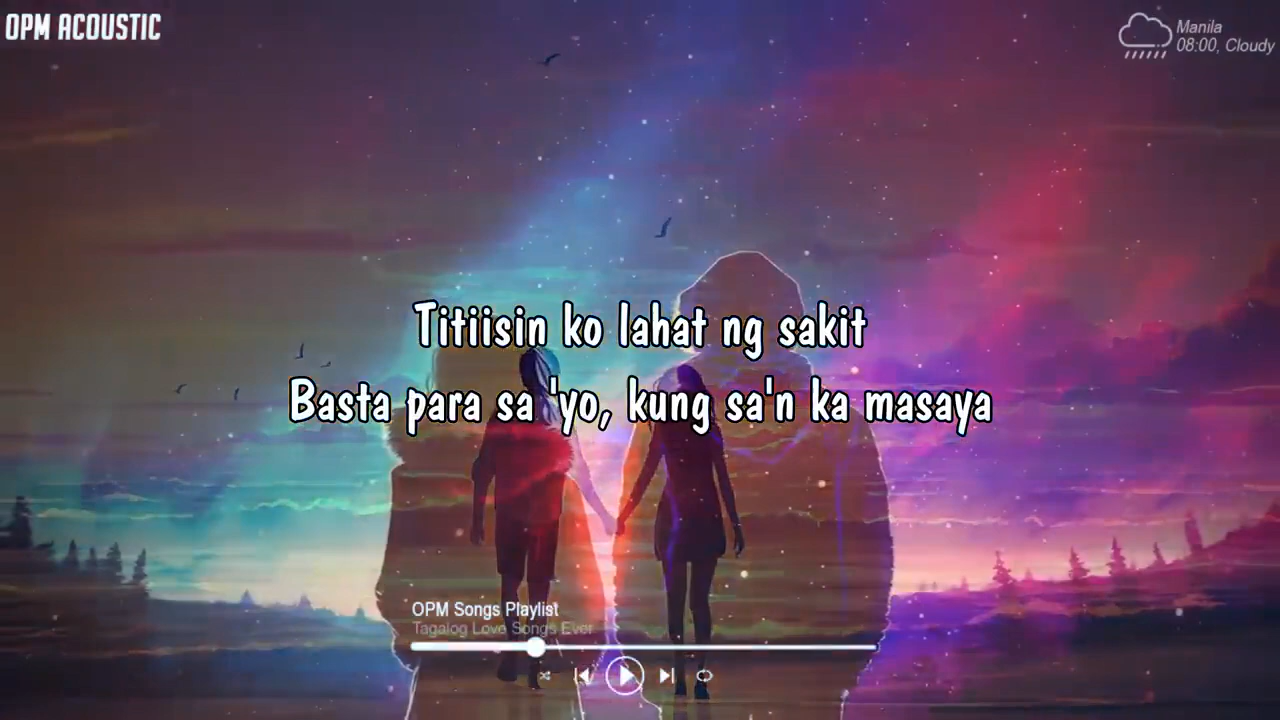 OPM ACOUSTIC
Manila
08:00, Cloudy
Titiisin ko lahat ng sakit
Basta para sa 'yo, kung sa'n ka masaya
OPM Songs Playlist
Tagalog Love Songs Ever